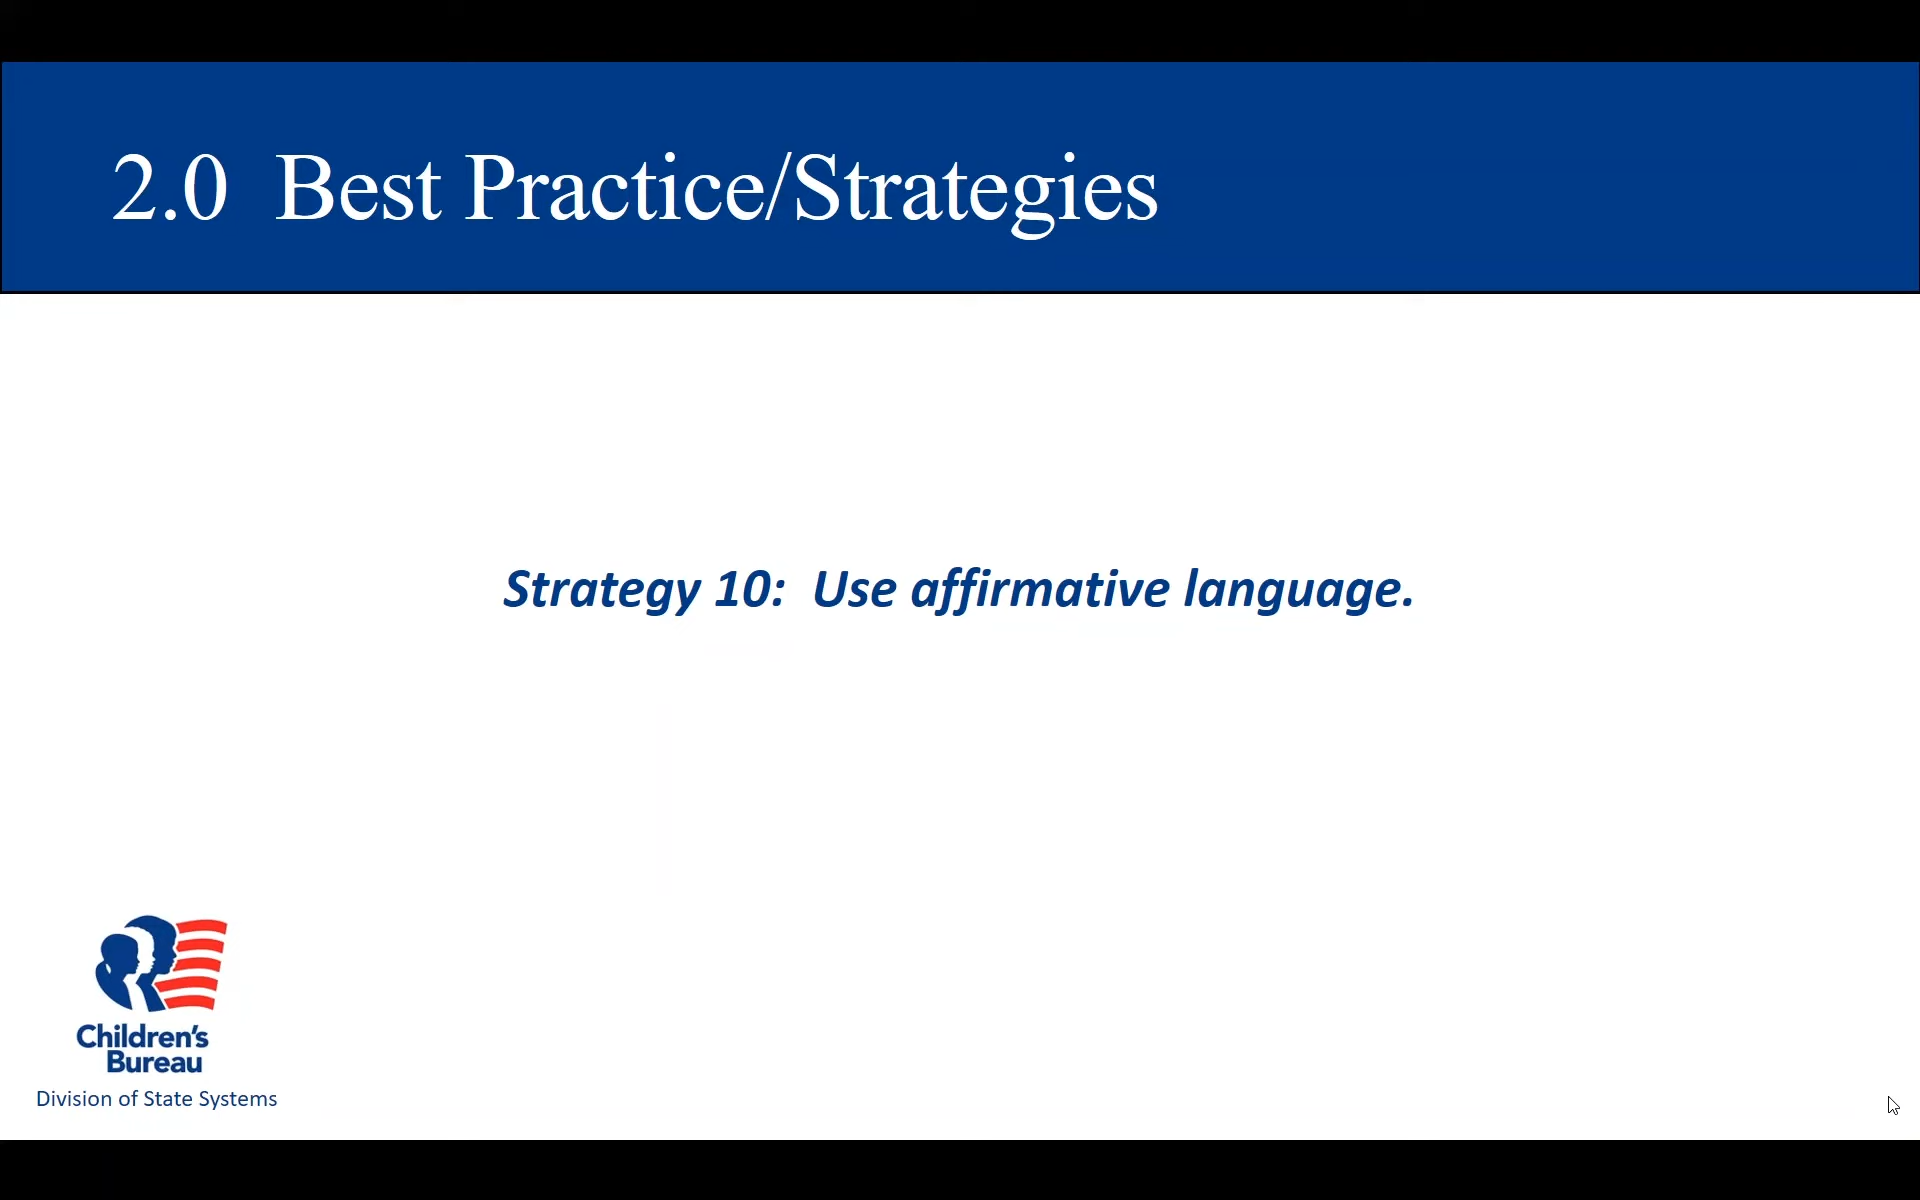 2.0  Best Practice/Strategies
Strategy 10:  Use affirmative language.
Children's
Bureau
Division of State Systems